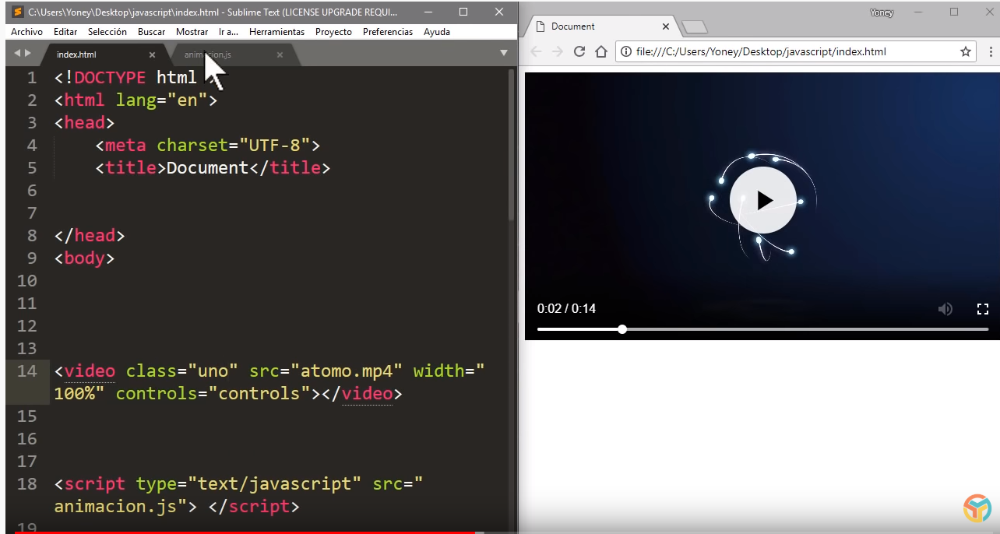 C:\Users\Yoney\Desktop\javascript\index.html - Sublime Text (LICENSE UPGRADE REQUI...
Archivo Editar Selección Buscar Mostrar Ir a... Herramientas Proyecto Preferencias Ayuda
index.html animacion.js
1 <!DOCTYPE html >
2 <html lang="en">
3 <head>
4 <meta charset="UTF-8">
5 <title>Document</title>
6
7
8 </head>
9 <body>
10
11
12
13
14 <video class="uno" src="atomo.mp4" width="
100%" controls="controls"></video>
15
16
17
18 <script type="text/javascript" src="
animacion.js"> </script>
19
Yoney
Document
file:///C:/Users/Yoney/Desktop/javascript/index.html
0:02 / 0:14